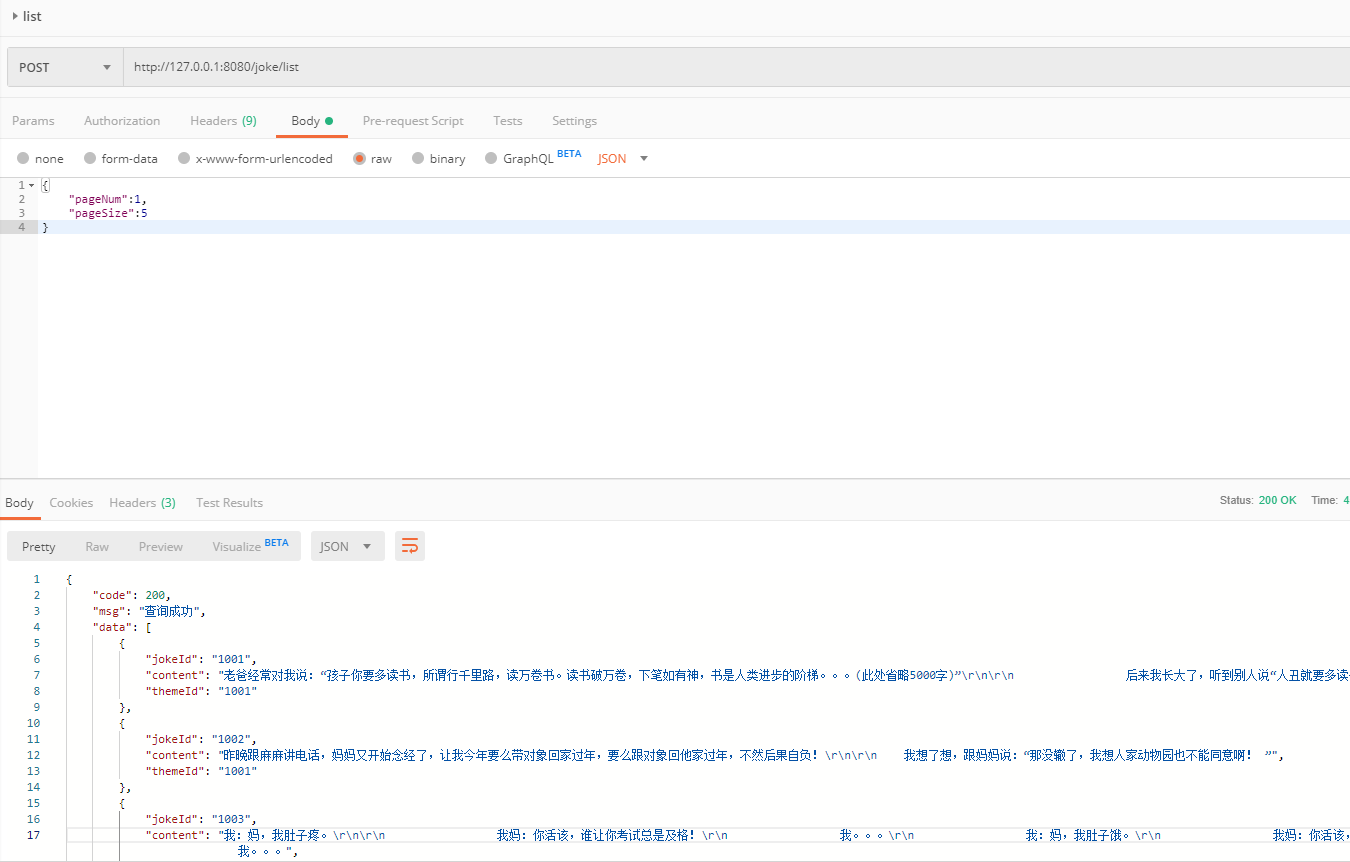 list
POST http://127.0.0.1:8080/joke/list
Params Authorization Headers (9) Body Pre-request Script Tests Settings
none form-data x-www-form-urlencoded raw binary GraphQL BETA JSON
1 {
2 "pageNum":1,
3 "pageSize":5
4 }
Body Cookies Headers (3) Test Results Status: 200 OK Time: 4
Pretty Raw Preview Visualize BETA JSON
1 {
2 "code": 200,
3 "msg": "查询成功",
4 "data": [
5 {
6 "jokeId": "1001",
7 "content": "老爸经常对我说：“孩子你要多读书，所谓行千里路，读万卷书。读书破万卷，下笔如有神，书是人类进步的阶梯。。。(此处省略5000字)”\r\n\r\n 后来我长大了，听到别人说“人丑就要多读
8 "themeId": "1001"
9 },
10 {
11 "jokeId": "1002",
12 "content": "昨晚跟麻麻讲电话，妈妈又开始念经了，让我今年要么带对象回家过年，要么跟对象回他家过年，不然后果自负！\r\n\r\n 我想了想，跟妈妈说：“那没辙了，我想人家动物园也不能同意啊！ ”",
13 "themeId": "1001"
14 },
15 {
16 "jokeId": "1003",
17 "content": "我：妈，我肚子疼。\r\n\r\n 我妈：你活该，谁让你考试总是及格！\r\n 我。。。\r\n 我：妈，我肚子饿。\r\n 我妈：你活该，
我。。。",